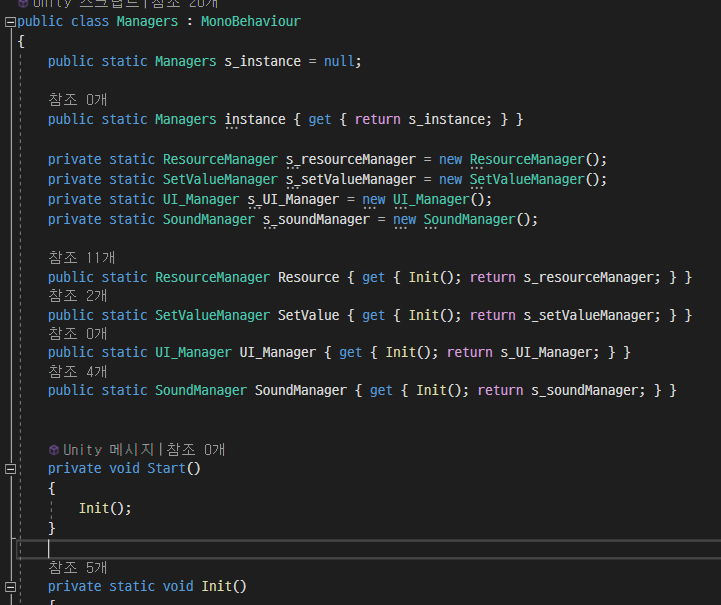 Unity 스크립트|참조 20개
public class Managers : MonoBehaviour
{
public static Managers s_instance = null;
참조 0개
public static Managers instance { get { return s_instance; } }
private static ResourceManager s_resourceManager = new ResourceManager();
private static SetValueManager s_setValueManager = new SetValueManager();
private static UI_Manager s_UI_Manager = new UI_Manager();
private static SoundManager s_soundManager = new SoundManager();
참조 11개
public static ResourceManager Resource { get { Init(); return s_resourceManager; } }
참조 2개
public static SetValueManager SetValue { get { Init(); return s_setValueManager; } }
참조 0개
public static UI_Manager UI_Manager { get { Init(); return s_UI_Manager; } }
참조 4개
public static SoundManager SoundManager { get { Init(); return s_soundManager; } }
Unity 메시지|참조 0개
private void Start()
{
Init();
}
참조 5개
private static void Init()
{